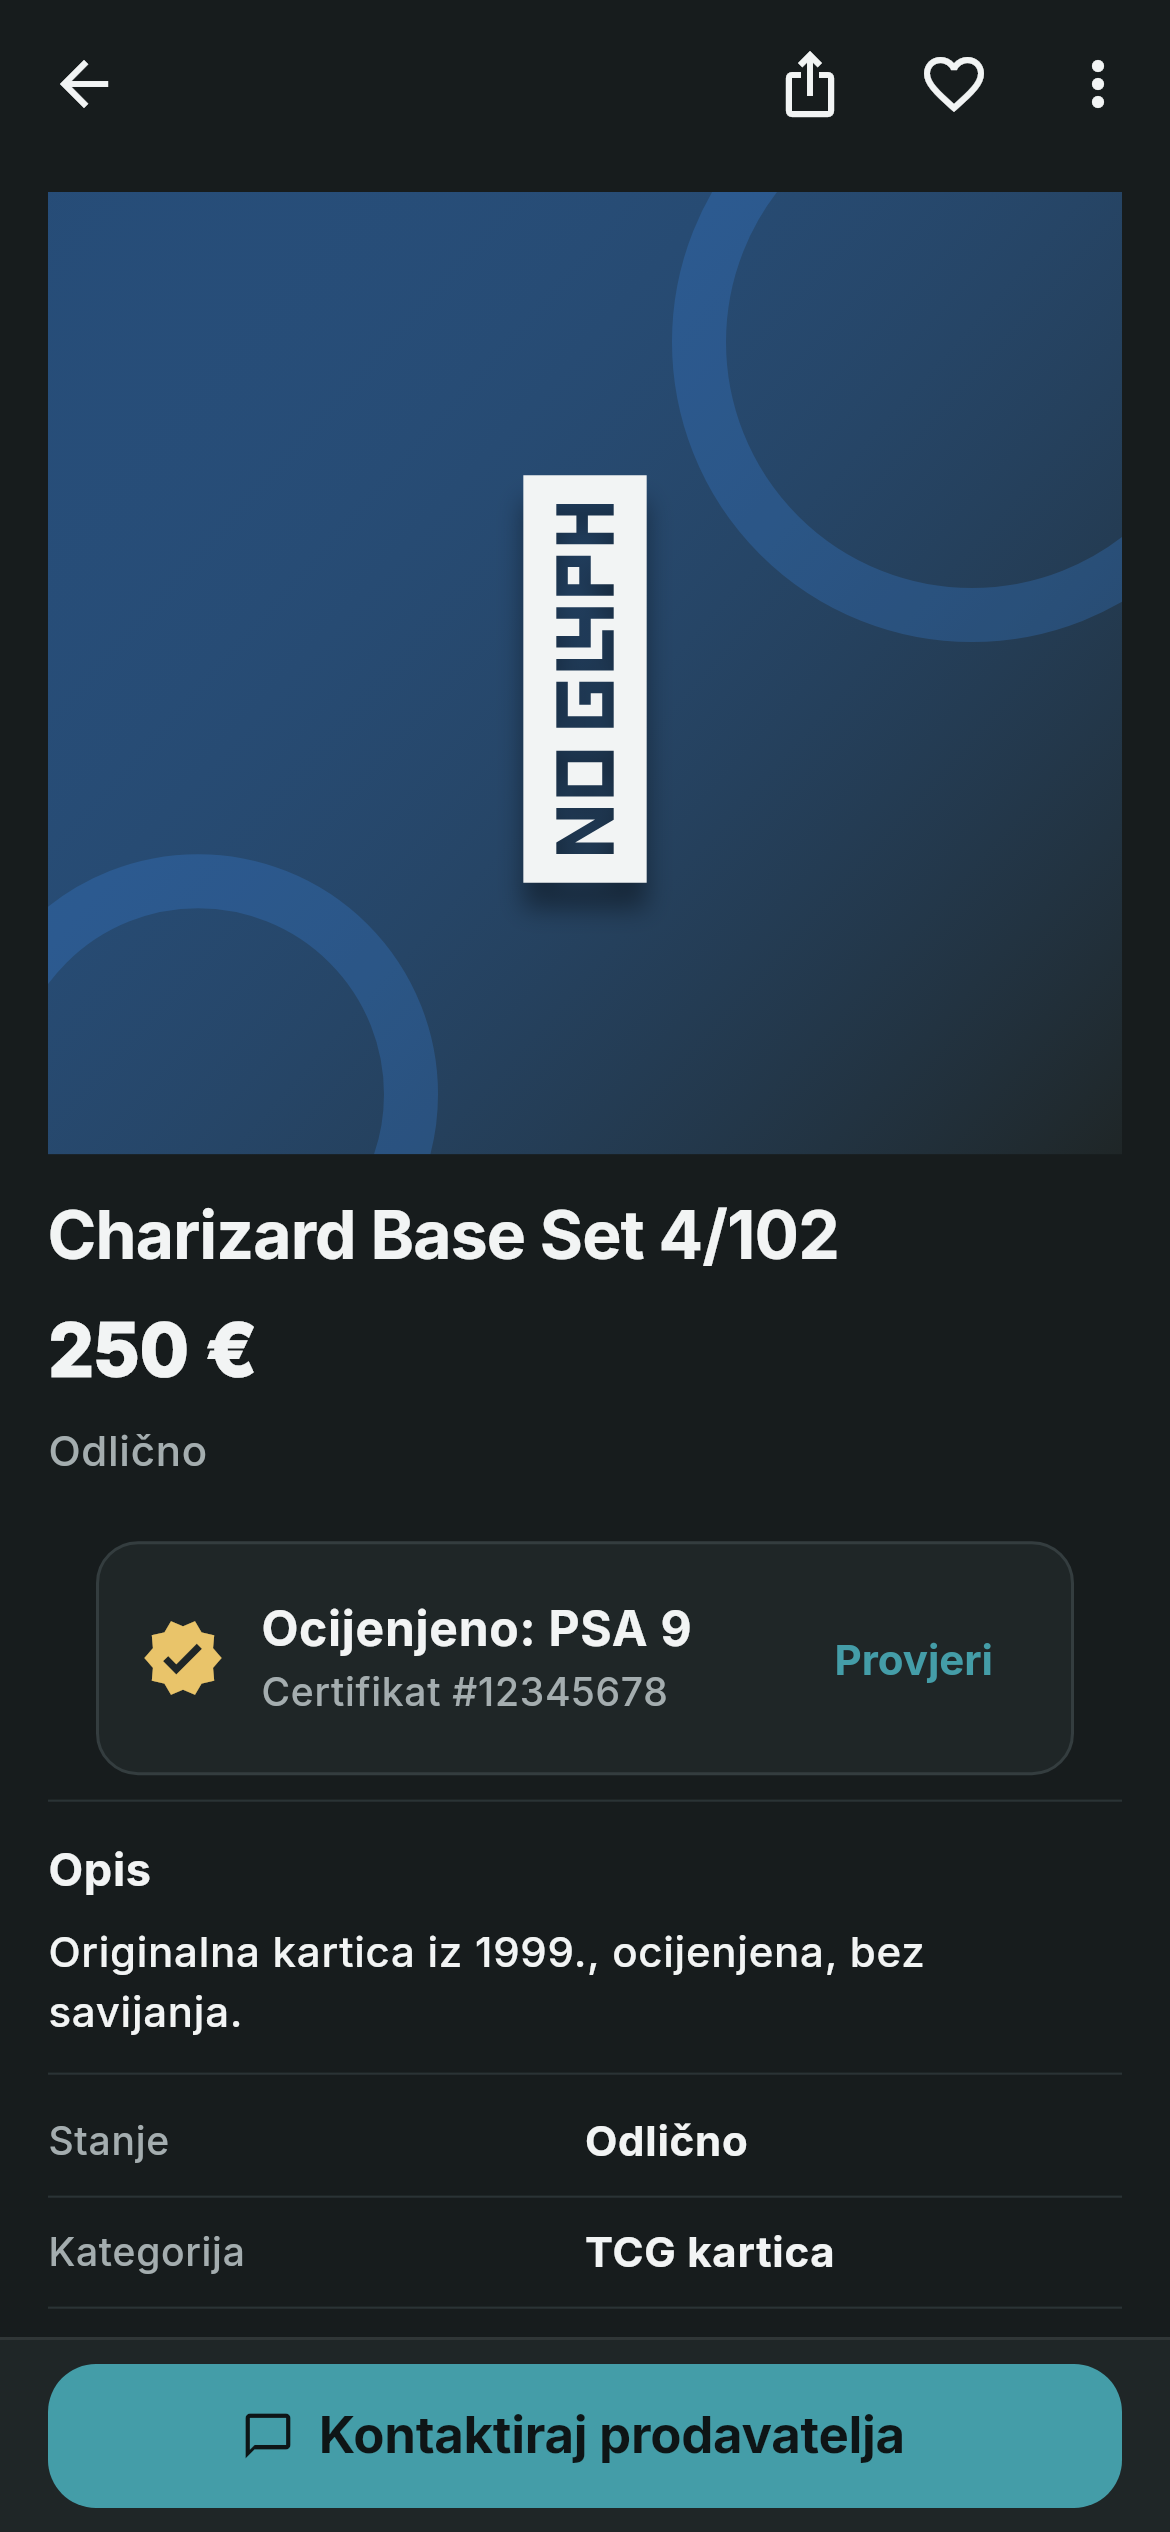 NO GLYPH
Charizard Base Set 4/102
250 €
Odlično
Ocijenjeno: PSA 9
Certifikat #12345678
Provjeri
Opis
Originalna kartica iz 1999., ocijenjena, bez
savijanja.
Stanje
Odlično
Kategorija
TCG kartica
Kontaktiraj prodavatelja